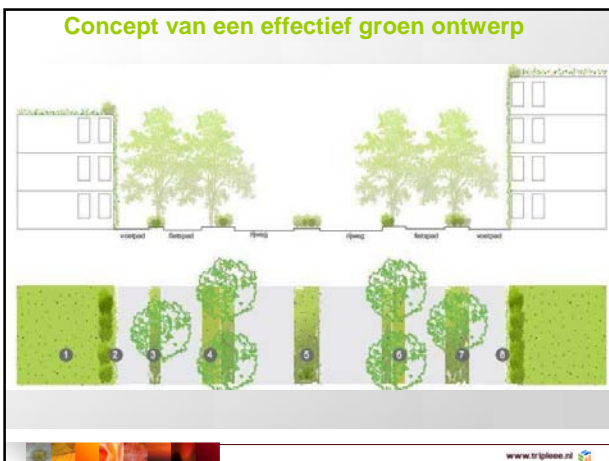 Concept van een effectief groen ontwerp
voetpad fietspad rijweg rijweg fietspad voetpad
1 2 3 4 5 6 7 8
www.tripleee.nl